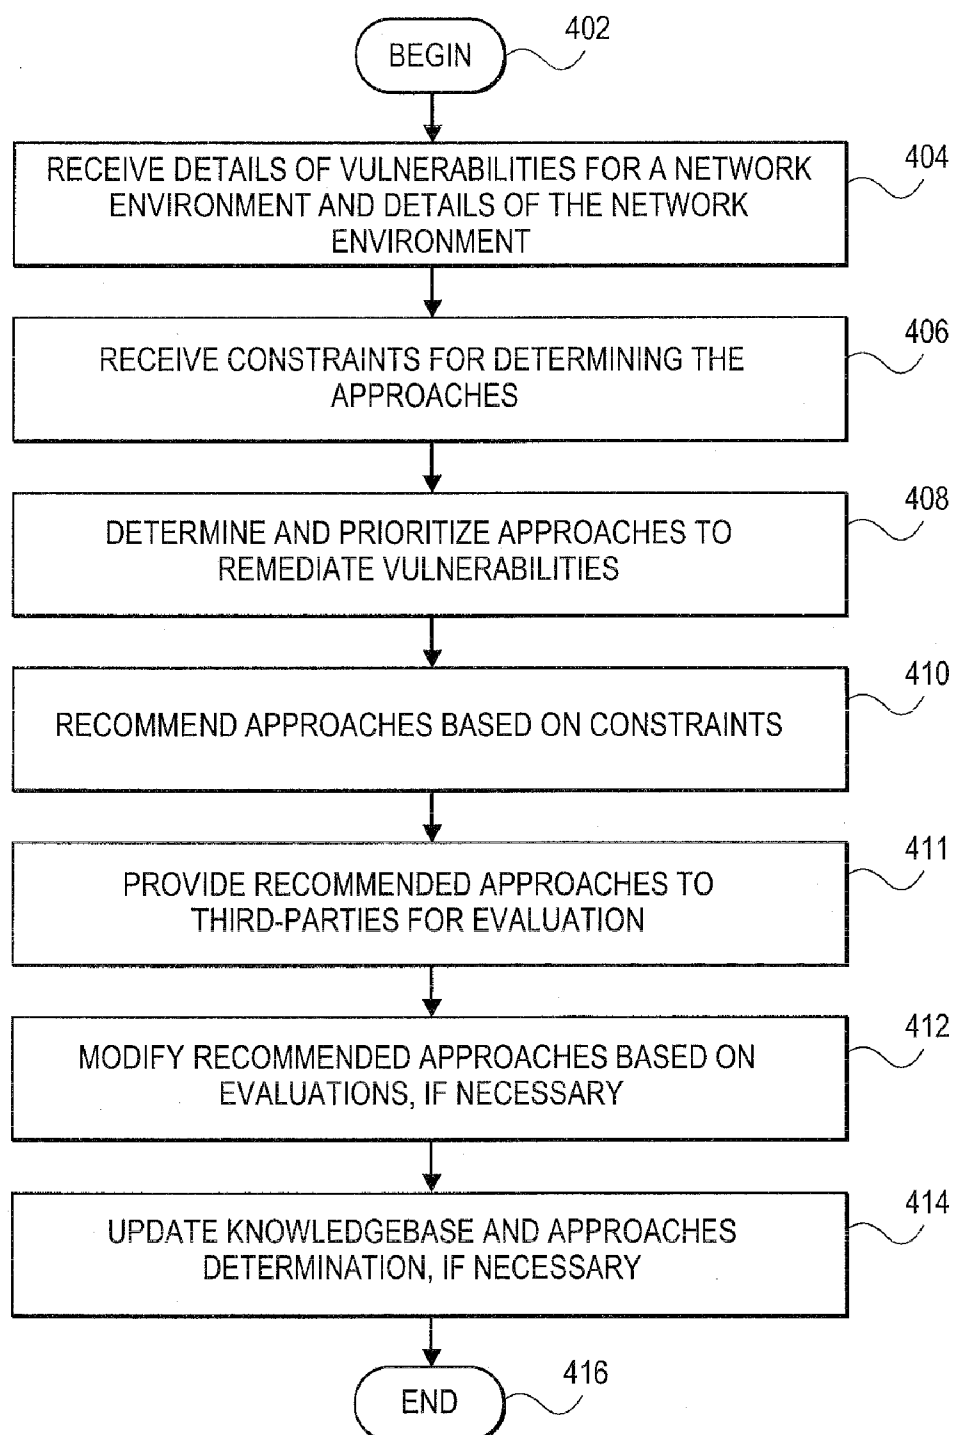 BEGIN
402
RECEIVE DETAILS OF VULNERABILITIES FOR A NETWORK
ENVIRONMENT AND DETAILS OF THE NETWORK
ENVIRONMENT
404
RECEIVE CONSTRAINTS FOR DETERMINING THE
APPROACHES
406
DETERMINE AND PRIORITIZE APPROACHES TO
REMEDIATE VULNERABILITIES
408
RECOMMEND APPROACHES BASED ON CONSTRAINTS
410
PROVIDE RECOMMENDED APPROACHES TO
THIRD-PARTIES FOR EVALUATION
411
MODIFY RECOMMENDED APPROACHES BASED ON
EVALUATIONS, IF NECESSARY
412
UPDATE KNOWLEDGEBASE AND APPROACHES
DETERMINATION, IF NECESSARY
414
END
416